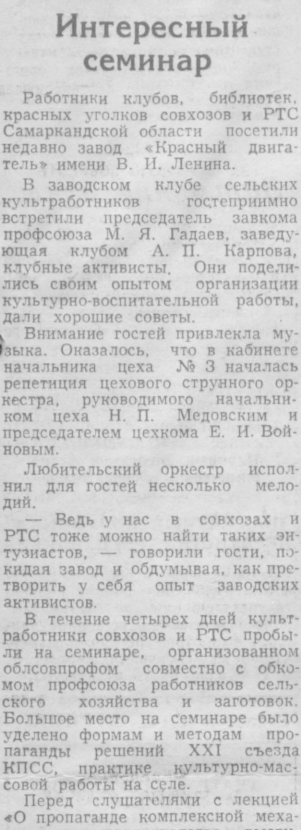 Интересный
семинар
Работники клубов, библиотек,
красных уголков совхозов и РТС
Самаркандской области посетили
недавно завод «Красный двига-
тель» имени В. И. Ленина.
В заводском клубе сельских
культработников гостеприимно
встретили председатель завкома
профсоюза М. Я. Гадаев, заведу-
ющая клубом А. П. Карпова,
клубные активисты. Они подели-
лись своим опытом организации
культурно-воспитательной работы,
дали хорошие советы.
Внимание гостей привлекла му-
зыка. Оказалось, что в кабинете
начальника цеха № 3 началась
репетиция цехового струнного ор-
кестра, руководимого начальни-
ком цеха Н. П. Медовским и
председателем цехкома Е. И. Вой-
новым.
Любительский оркестр испол-
нил для гостей несколько мело-
дий.
— Ведь у нас в совхозах и
РТС тоже можно найти таких эн-
тузиастов, — говорили гости, по-
кидая завод и обдумывая, как пре-
творить у себя опыт заводских
активистов.
В течение четырех дней культ-
работники совхозов и РТС пробы-
ли на семинаре, организованном
облсовпрофом совместно с обко-
мом профсоюза работников сель-
ского хозяйства и заготовок.
Большое место на семинаре было
уделено формам и методам про-
паганды решений XXI съезда
КПСС, практике культурно-мас-
совой работы на селе.
Перед слушателями с лекцией
«О пропаганде комплексной меха-